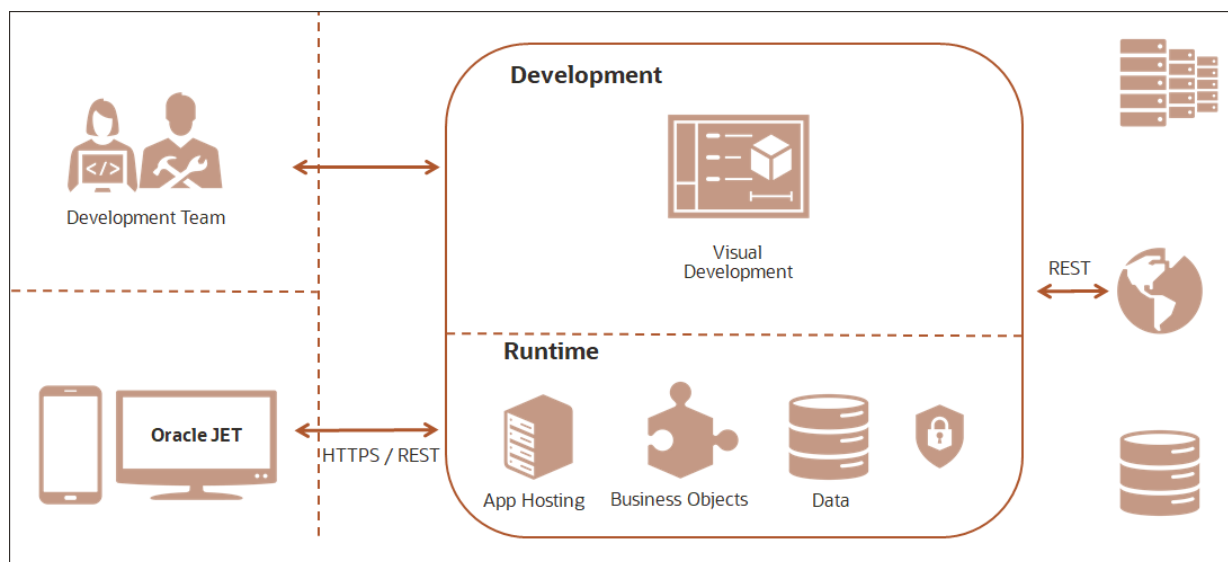 Development
</>
Development Team
Visual
Development
REST
Runtime
Oracle JET
HTTPS / REST
App Hosting
Business Objects
Data